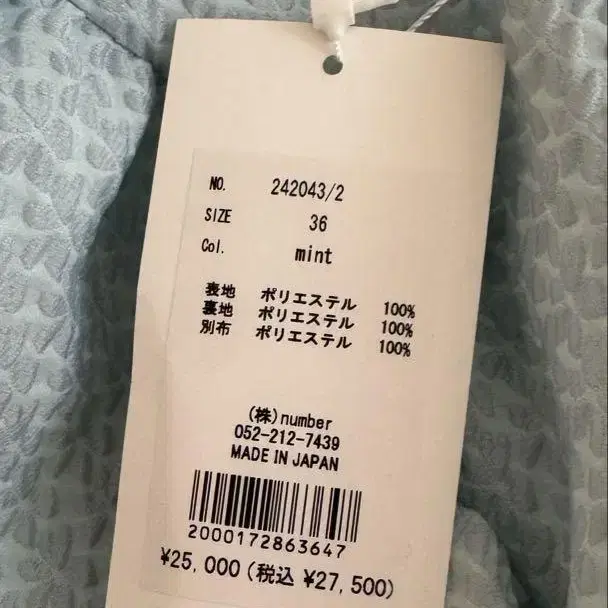 NO. 242043/2
SIZE 36
Col. mint
表地 ポリエステル 100%
裏地 ポリエステル 100%
別布 ポリエステル 100%
(株)number
052-212-7439
MADE IN JAPAN
2000172863647
¥25,000(税込 ¥27,500)